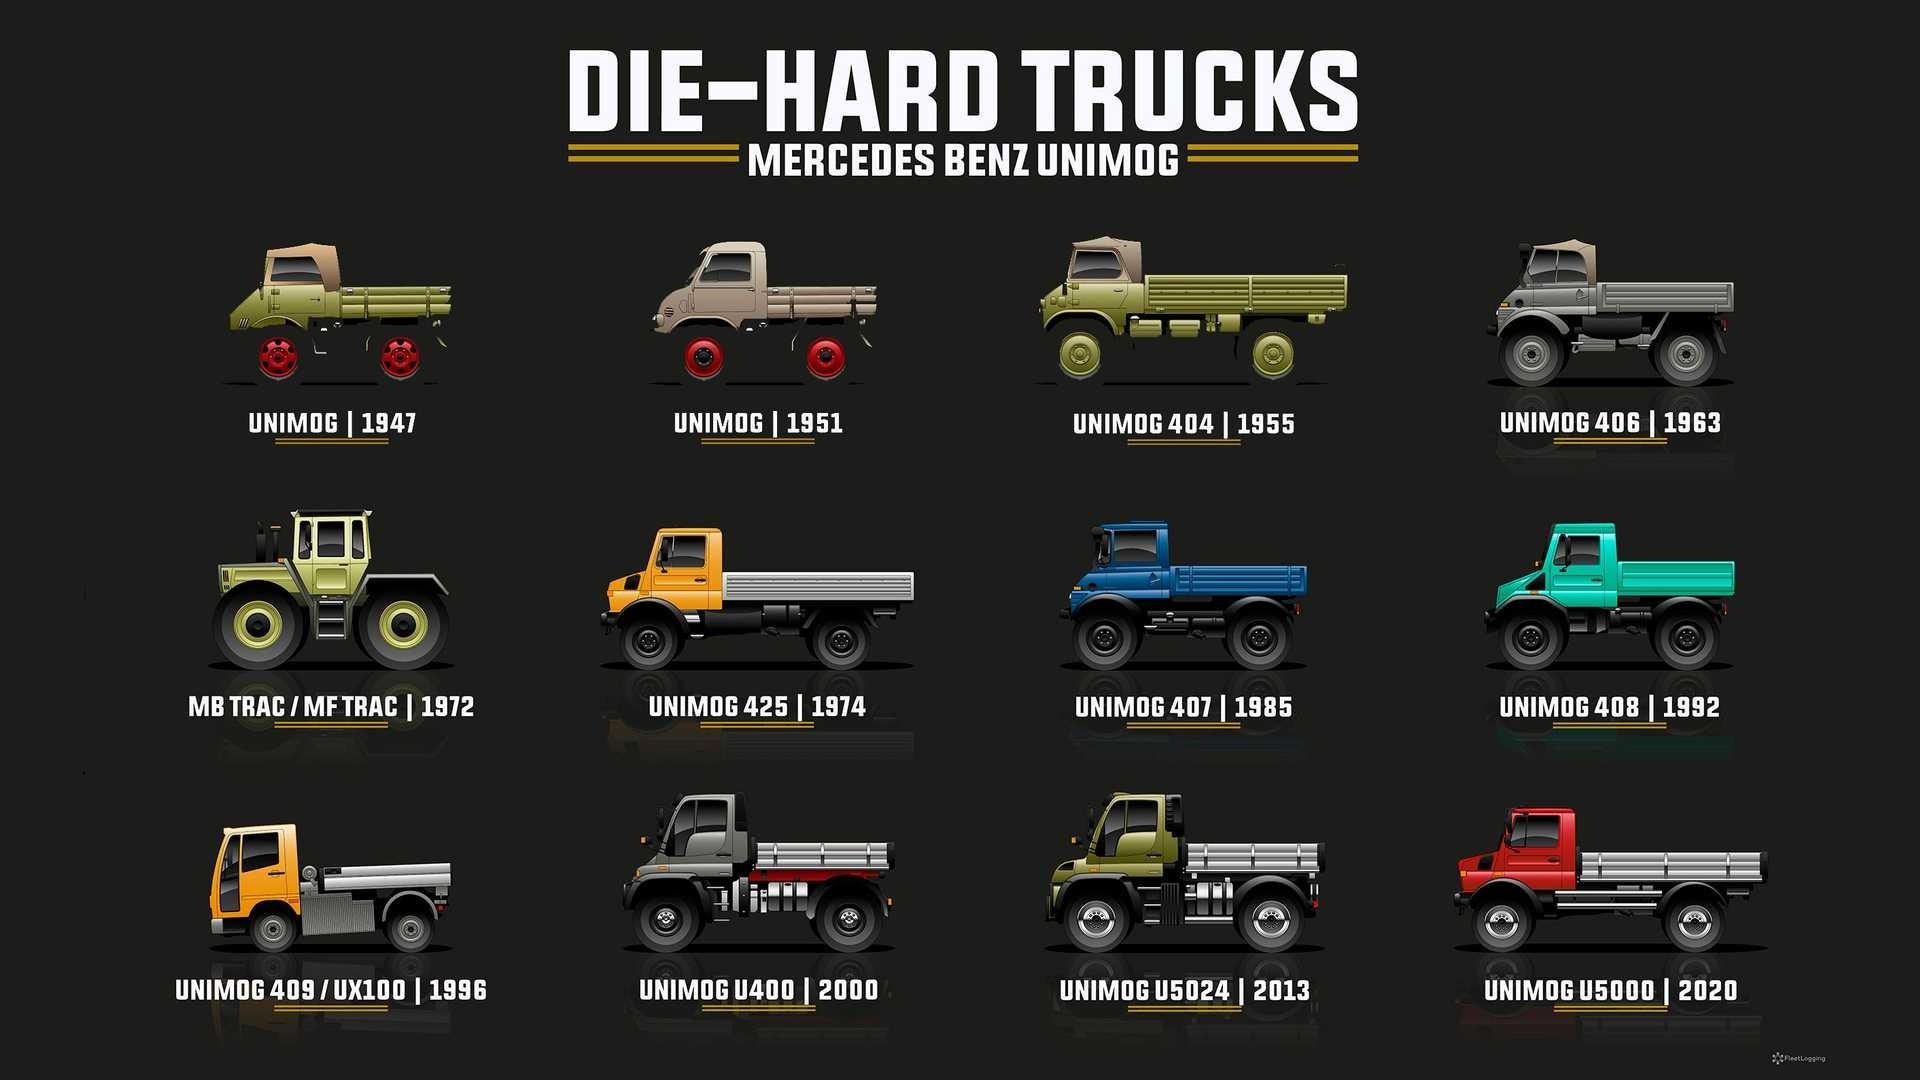 DIE-HARD TRUCKS
MERCEDES BENZ UNIMOG
UNIMOG | 1947
UNIMOG | 1951
UNIMOG 404 | 1955
UNIMOG 406 | 1963
MB TRAC / MF TRAC | 1972
UNIMOG 425 | 1974
UNIMOG 407 | 1985
UNIMOG 408 | 1992
UNIMOG 409 / UX100 | 1996
UNIMOG U400 | 2000
UNIMOG U5024 | 2013
UNIMOG U5000 | 2020
FleetLogging